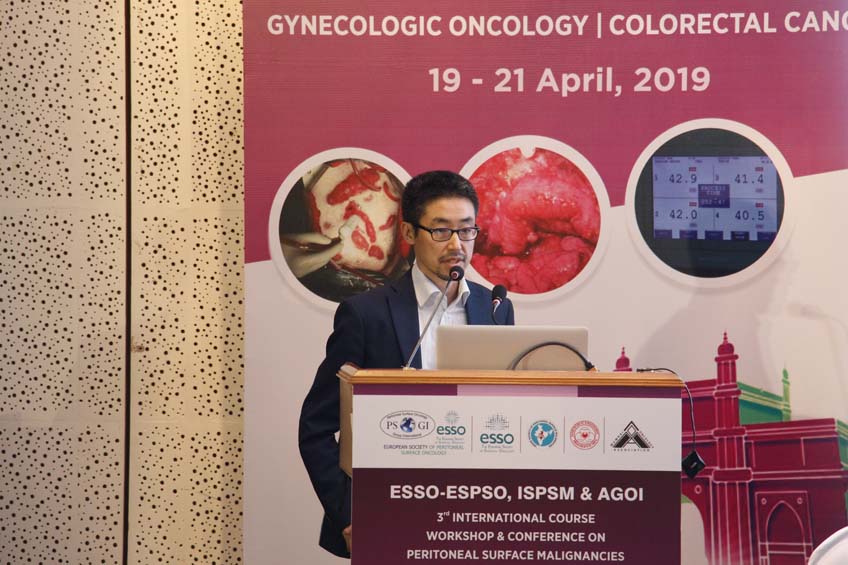 GYNECOLOGIC ONCOLOGY | COLORECTAL CANC
19 - 21 April, 2019
42.9
41.4
42.0
40.5
PSOGI
esso
EUROPEAN SOCIETY OF PERITONEAL
SURFACE ONCOLOGY
esso
ASSOCIATION
ESSO-ESPSO, ISPSM & AGOI
3rd INTERNATIONAL COURSE
WORKSHOP & CONFERENCE ON
PERITONEAL SURFACE MALIGNANCIES